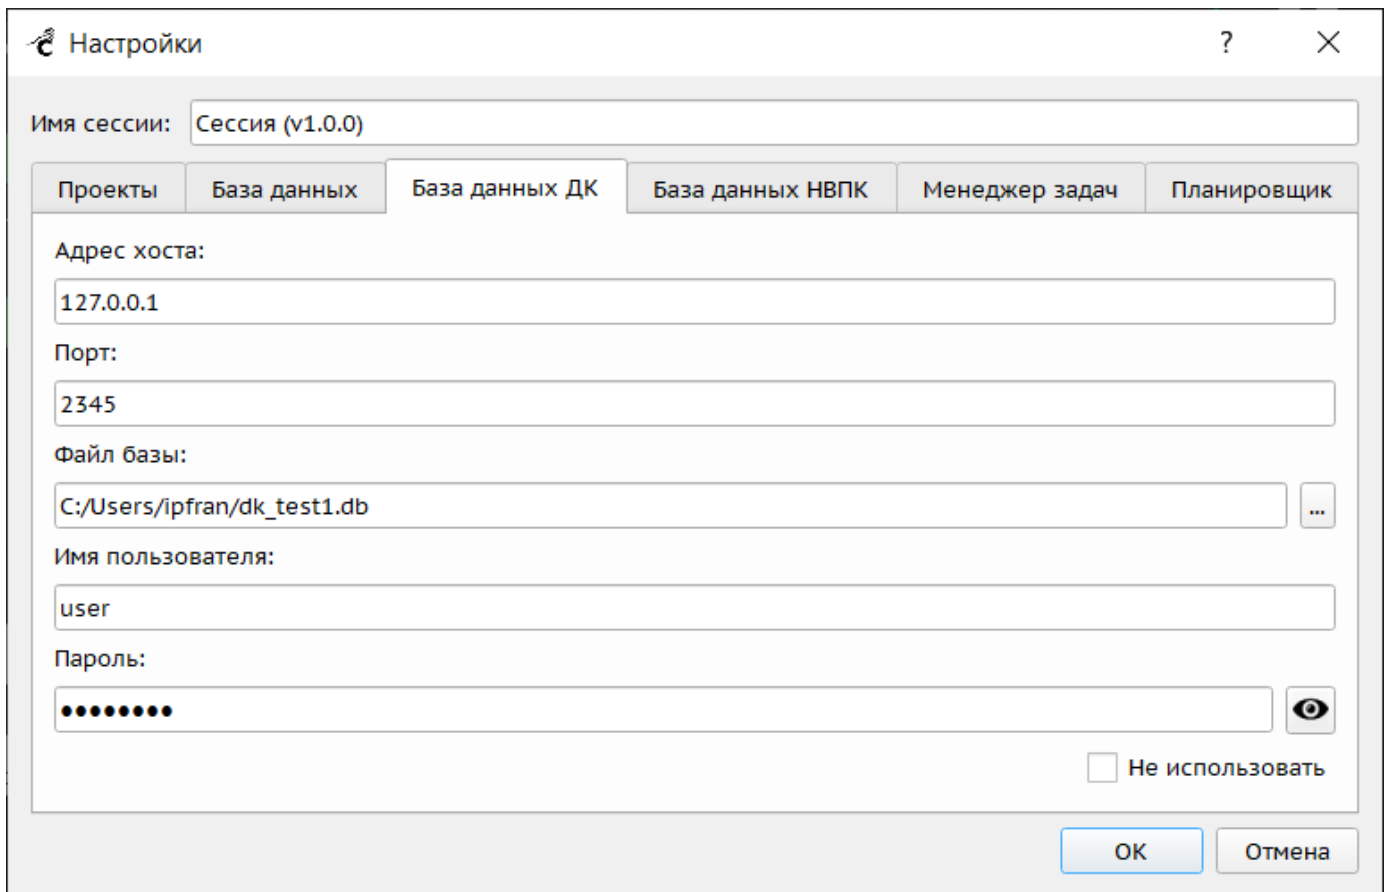 Настройки ?
Имя сессии: Сессия (v1.0.0)
Проекты База данных База данных ДК База данных НВПК Менеджер задач Планировщик
Адрес хоста:
127.0.0.1
Порт:
2345
Файл базы:
C:/Users/ipfran/dk_test1.db
...
Имя пользователя:
user
Пароль:
●●●●●●●●
Не использовать
ОК Отмена